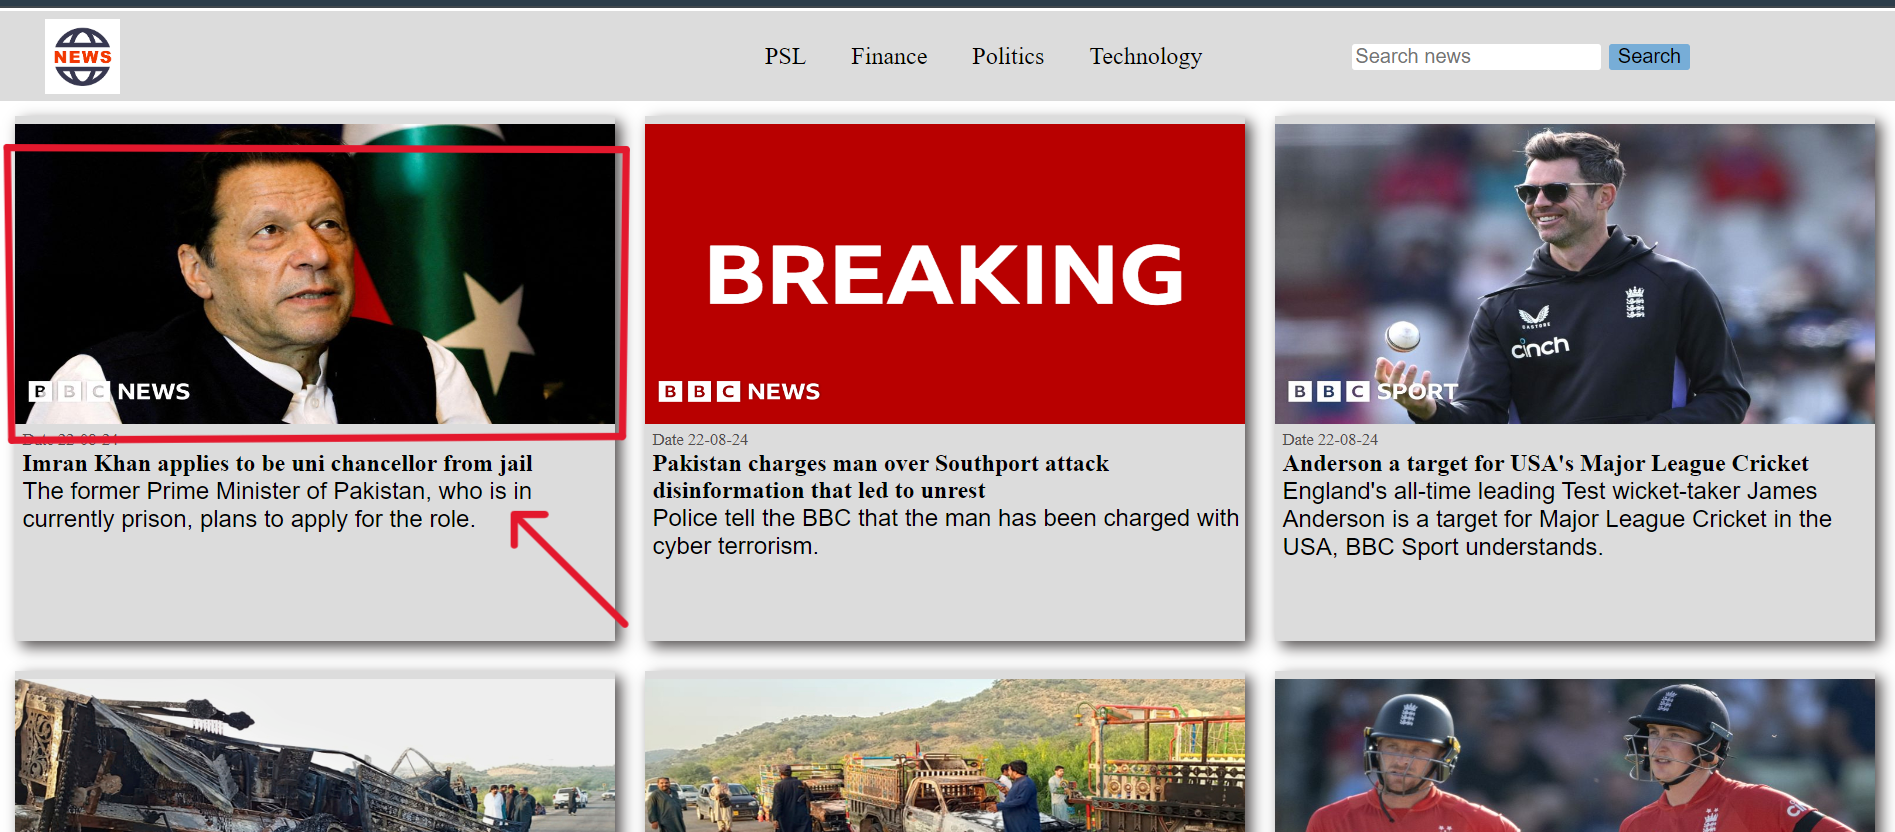 NEWS
PSL Finance Politics Technology
Search news Search
BBC NEWS
Date 22-08-24
Imran Khan applies to be uni chancellor from jail
The former Prime Minister of Pakistan, who is in
currently prison, plans to apply for the role.
BREAKING
BBC NEWS
Date 22-08-24
Pakistan charges man over Southport attack
disinformation that led to unrest
Police tell the BBC that the man has been charged with
cyber terrorism.
CASTORE
cinch
BBC SPORT
Date 22-08-24
Anderson a target for USA's Major League Cricket
England's all-time leading Test wicket-taker James
Anderson is a target for Major League Cricket in the
USA, BBC Sport understands.